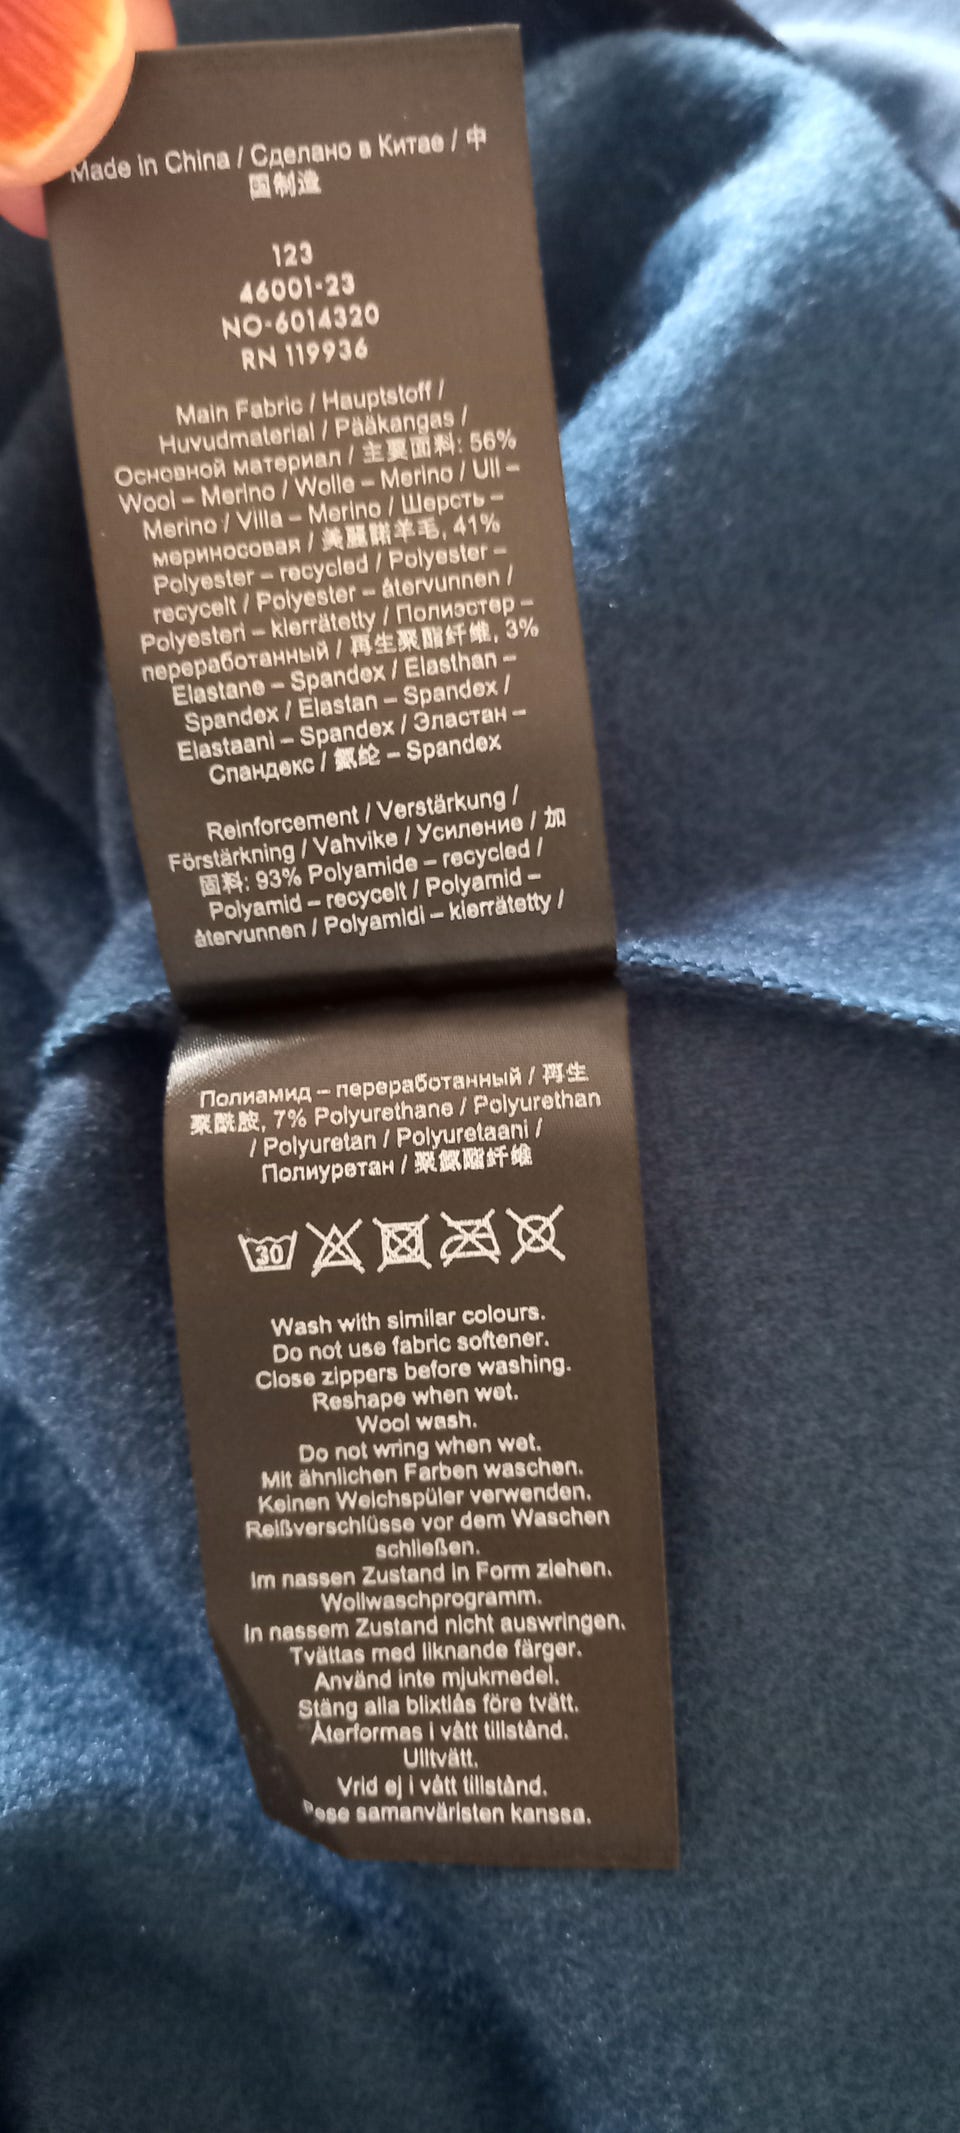 Made in China / Сделано в Китае / 中
国制造
123
46001-23
NO-6014320
RN 119936
Main Fabric / Hauptstoff /
Huvudmaterial / Pääkangas /
Основной материал / 主要面料: 56%
Wool – Merino / Wolle – Merino / Ull –
Merino / Villa – Merino / Шерсть –
мериносовая / 美麗諾羊毛, 41%
Polyester – recycled / Polyester –
recycelt / Polyester – återvunnen /
Polyesteri – kierrätetty / Полиэстер –
переработанный / 再生聚酯纤维, 3%
Elastane – Spandex / Elasthan –
Spandex / Elastan – Spandex /
Elastaani – Spandex / Эластан –
Спандекс / 氨纶 – Spandex
Reinforcement / Verstärkung /
Förstärkning / Vahvike / Усиление / 加
固料: 93% Polyamide – recycled /
Polyamid – recycelt / Polyamid –
återvunnen / Polyamidi – kierrätetty /
Полиамид – переработанный / 再生
聚酰胺, 7% Polyurethane / Polyurethan
/ Polyuretan / Polyuretaani /
Полиуретан / 聚氨酯纤维
30
Wash with similar colours.
Do not use fabric softener.
Close zippers before washing.
Reshape when wet.
Wool wash.
Do not wring when wet.
Mit ähnlichen Farben waschen.
Keinen Weichspüler verwenden.
Reißverschlüsse vor dem Waschen
schließen.
Im nassen Zustand in Form ziehen.
Wollwaschprogramm.
In nassem Zustand nicht auswringen.
Tvättas med liknande färger.
Använd inte mjukmedel.
Stäng alla blixtlås före tvätt.
Återformas i vått tillstånd.
Ulltvätt.
Vrid ej i vått tillstånd.
Pese samanväristen kanssa.